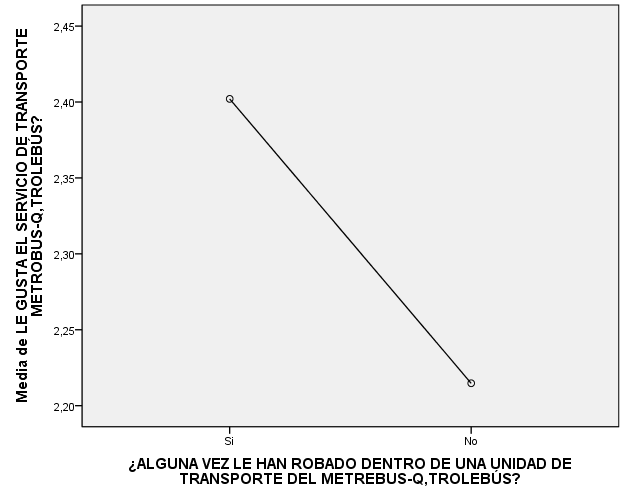 Media de LE GUSTA EL SERVICIO DE TRANSPORTE
METROBUS-Q,TROLEBÚS?
2,45
2,40
2,35
2,30
2,25
2,20
Si
No
¿ALGUNA VEZ LE HAN ROBADO DENTRO DE UNA UNIDAD DE
TRANSPORTE DEL METREBUS-Q,TROLEBÚS?